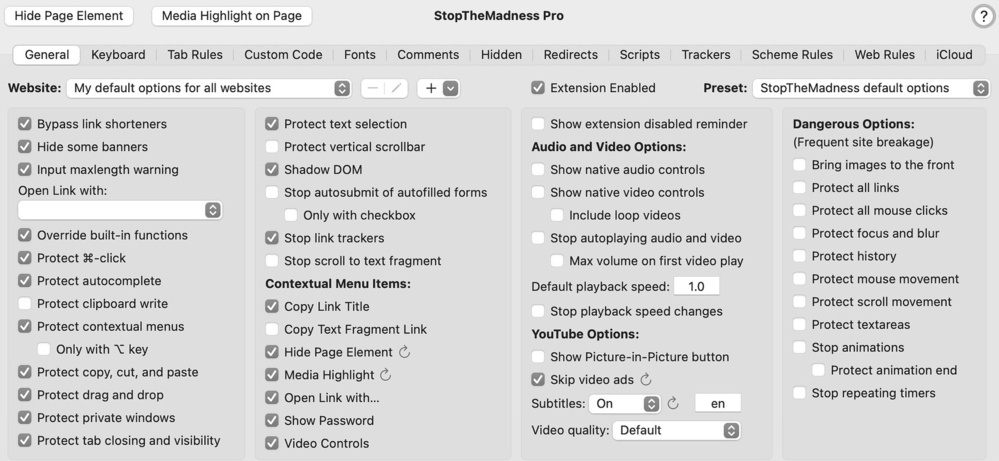 Hide Page Element
Media Highlight on Page
StopTheMadness Pro
?
General Keyboard Tab Rules Custom Code Fonts Comments Hidden Redirects Scripts Trackers Scheme Rules Web Rules iCloud
Website: My default options for all websites
Extension Enabled
Preset: StopTheMadness default options
Bypass link shorteners
Hide some banners
Input maxlength warning
Open Link with:
Override built-in functions
Protect ⌘-click
Protect autocomplete
Protect clipboard write
Protect contextual menus
Only with ⌥ key
Protect copy, cut, and paste
Protect drag and drop
Protect private windows
Protect tab closing and visibility
Protect text selection
Protect vertical scrollbar
Shadow DOM
Stop autosubmit of autofilled forms
Only with checkbox
Stop link trackers
Stop scroll to text fragment
Contextual Menu Items:
Copy Link Title
Copy Text Fragment Link
Hide Page Element
Media Highlight
Open Link with...
Show Password
Video Controls
Show extension disabled reminder
Audio and Video Options:
Show native audio controls
Show native video controls
Include loop videos
Stop autoplaying audio and video
Max volume on first video play
Default playback speed: 1.0
Stop playback speed changes
YouTube Options:
Show Picture-in-Picture button
Skip video ads
Subtitles: On en
Video quality: Default
Dangerous Options:
(Frequent site breakage)
Bring images to the front
Protect all links
Protect all mouse clicks
Protect focus and blur
Protect history
Protect mouse movement
Protect scroll movement
Protect textareas
Stop animations
Protect animation end
Stop repeating timers